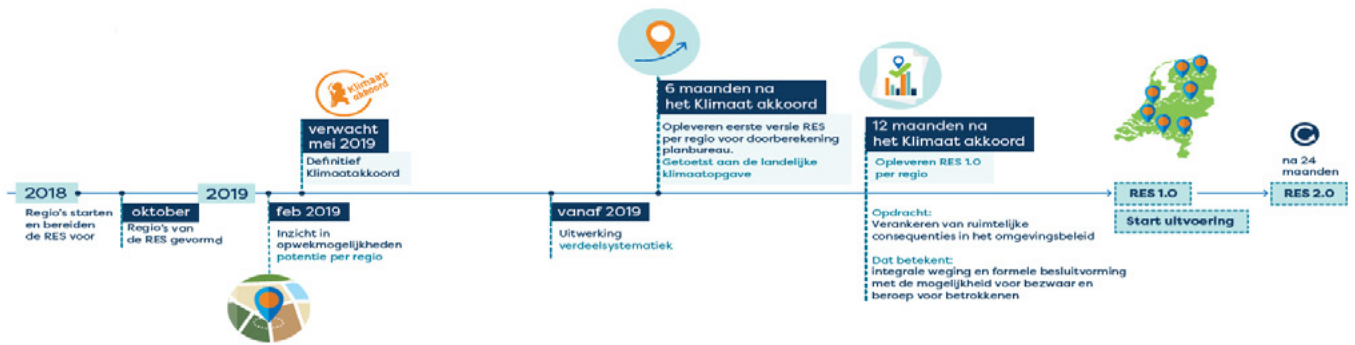 2018
Regio's starten
en bereiden
de RES voor
oktober
Regio's van
de RES gevormd
2019
Klimaat-
akkoord
verwacht
mei 2019
Definitief
Klimaatakkoord
feb 2019
Inzicht in
opwekmogelijkheden
potentie per regio
vanaf 2019
Uitwerking
verdeelsystematiek
6 maanden na
het Klimaat akkoord
Opleveren eerste versie RES
per regio voor doorberekening
planbureau.
Getoetst aan de landelijke
klimaatopgave
12 maanden na
het Klimaat akkoord
Opleveren RES 1.0
per regio
Opdracht:
Verankeren van ruimtelijke
consequenties in het omgevingsbeleid
Dat betekent:
integrale weging en formele besluitvorming
met de mogelijkheid voor bezwaar en
beroep voor betrokkenen
RES 1.0
Start uitvoering
na 24
maanden
RES 2.0